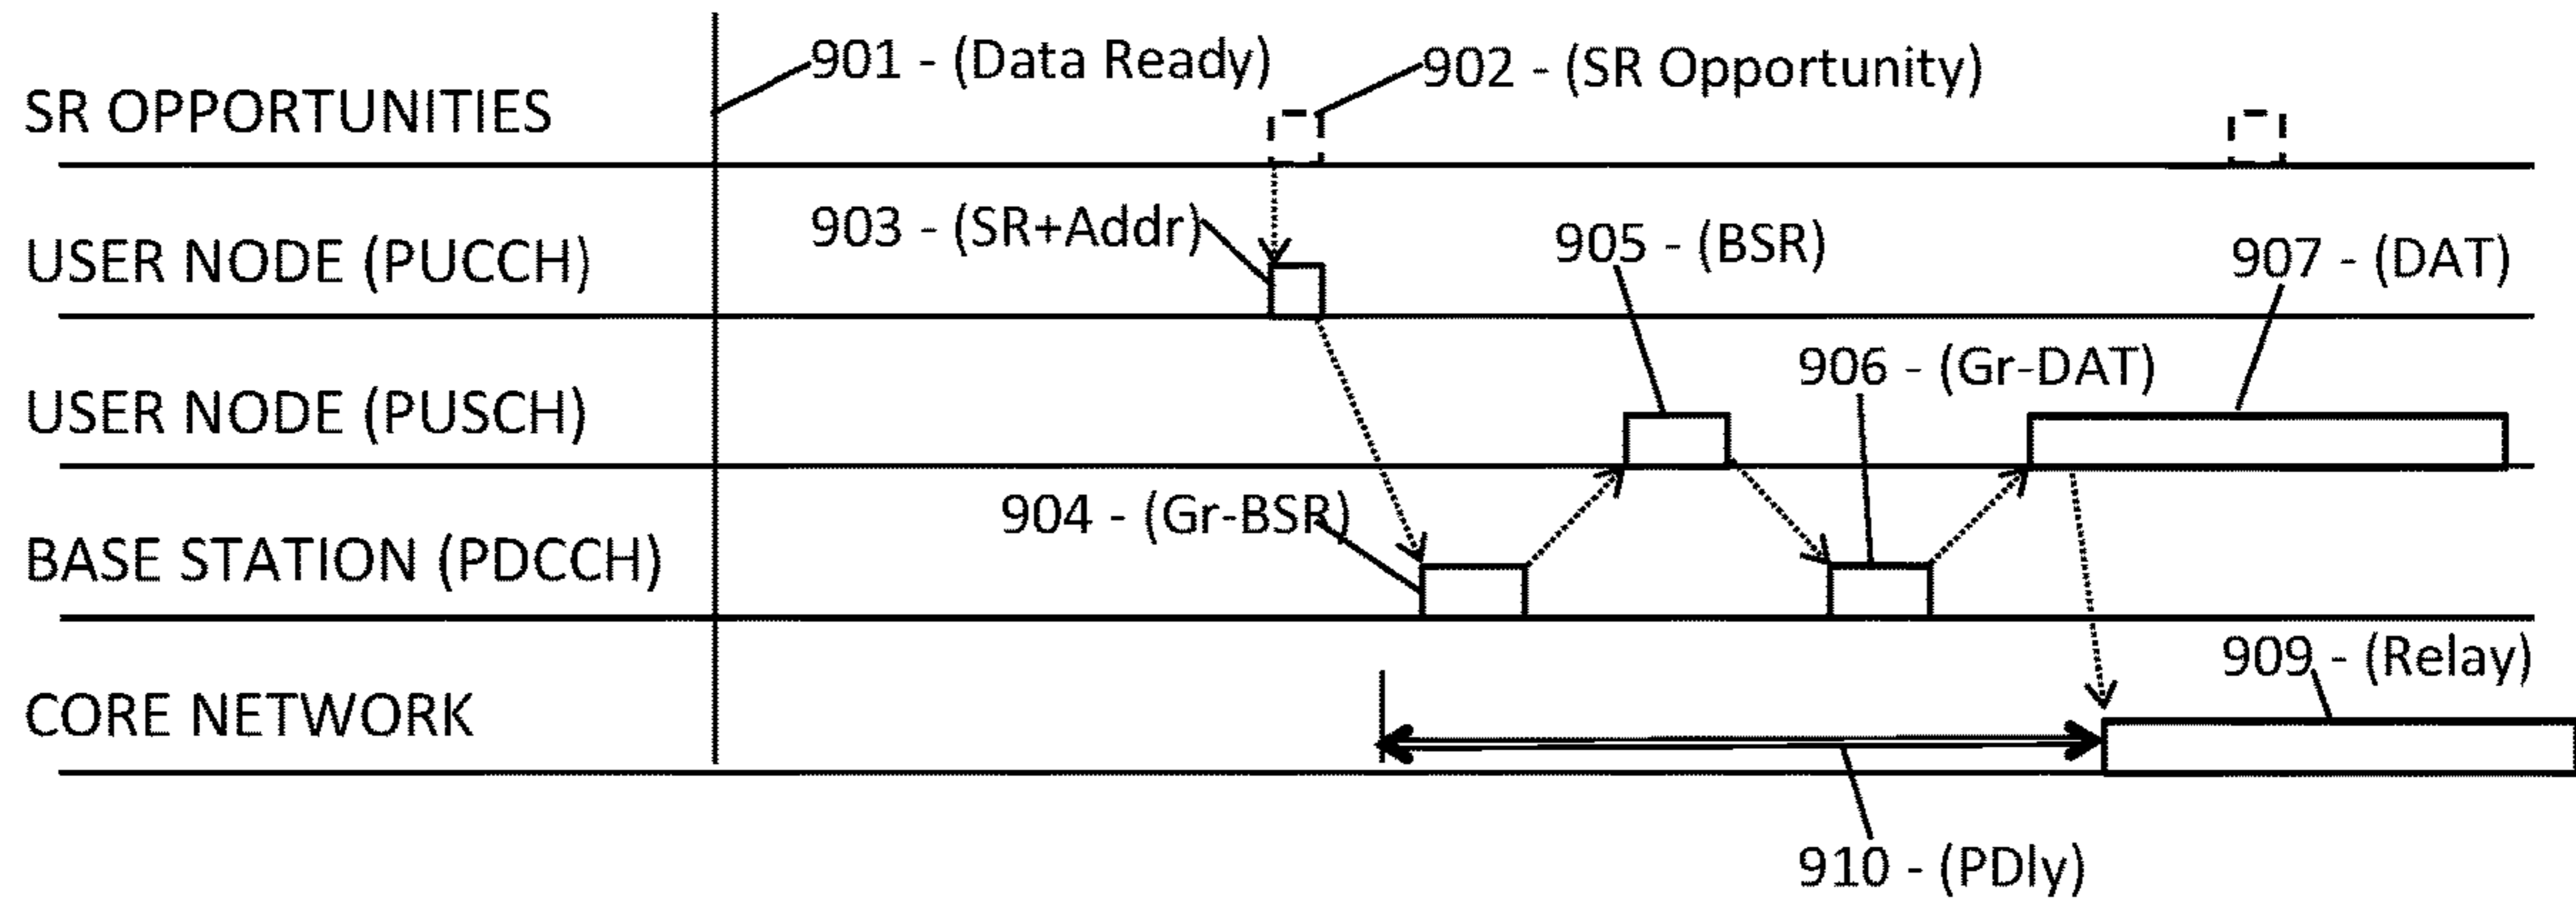 901 - (Data Ready)
902 - (SR Opportunity)
SR OPPORTUNITIES
903 - (SR+Addr)
905 - (BSR)
907 - (DAT)
USER NODE (PUCCH)
906 - (Gr-DAT)
USER NODE (PUSCH)
904 - (Gr-BSR)
BASE STATION (PDCCH)
909 - (Relay)
CORE NETWORK
910 - (PDly)